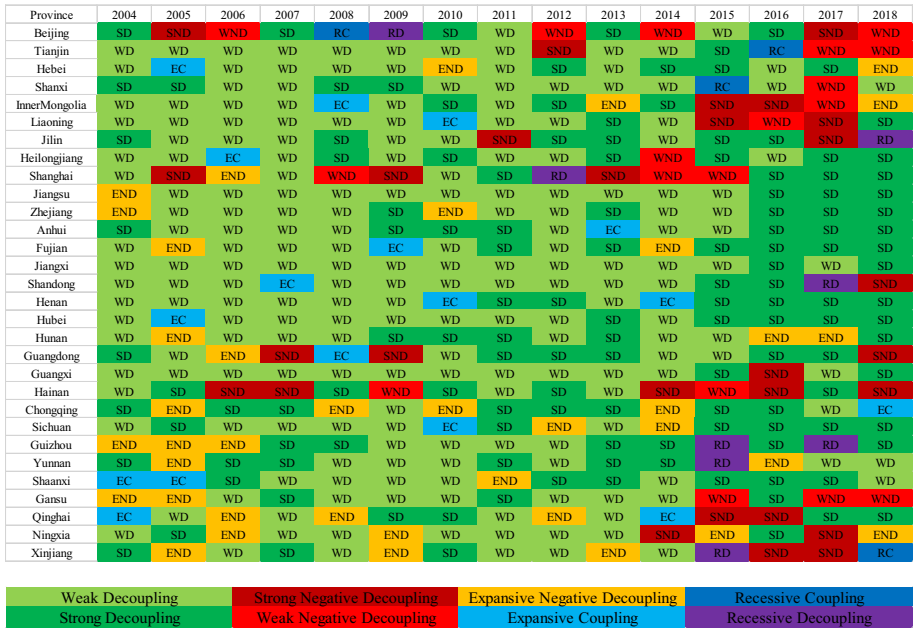 Province 2004 2005 2006 2007 2008 2009 2010 2011 2012 2013 2014 2015 2016 2017 2018
Beijing SD SND WND SD RC RD SD WD WND SD WND WD SD SND WND
Tianjin WD WD WD WD WD WD WD WD SND WD WD SD RC WND WND
Hebei WD EC WD WD WD WD END WD SD WD SD SD WD SD END
Shanxi SD SD WD WD SD SD WD WD WD WD WD RC WD WND WD
InnerMongolia WD WD WD WD EC WD SD WD SD END SD SND SND WND END
Liaoning WD WD WD WD WD WD EC WD WD SD WD SND WND SND SD
Jilin SD WD WD WD SD WD WD SND SD SD WD SD SD SND RD
Heilongjiang WD WD EC WD SD WD SD WD WD SD WND SD WD SD SD
Shanghai WD SND END WD WND SND WD SD RD SND WND WND SD SD SD
Jiangsu END WD WD WD WD WD WD WD WD WD WD WD SD SD SD
Zhejiang END WD WD WD WD SD END WD WD SD WD WD SD SD SD
Anhui SD WD WD WD WD SD SD SD WD EC WD WD SD SD SD
Fujian WD END WD WD WD EC WD SD WD SD END SD SD SD SD
Jiangxi WD WD WD WD WD WD WD WD WD WD WD WD SD WD SD
Shandong WD WD WD EC WD WD WD WD WD WD WD SD SD RD SND
Henan WD WD WD WD WD WD EC SD SD WD EC SD SD SD SD
Hubei WD EC WD WD WD WD WD WD WD SD WD SD SD SD SD
Hunan WD END WD WD WD SD SD SD WD SD WD WD END END SD
Guangdong SD WD END SND EC SND WD SD SD SD WD WD SD SD SND
Guangxi WD WD WD WD WD WD WD WD WD WD WD SD SND WD SD
Hainan WD SD SND SND SD WND WD WD SD WD SND WND SND SD SND
Chongqing SD END SD SD END WD END SD SD SD END SD SD WD EC
Sichuan WD SD WD WD WD WD EC SD END WD END SD SD SD SD
Guizhou END END END SD SD WD WD WD WD SD SD RD SD RD SD
Yunnan SD END SD SD WD WD WD SD WD SD SD RD END WD WD
Shaanxi EC EC SD WD WD WD WD END SD SD SD SD SD SD WD
Gansu END END WD SD WD WD WD SD WD WD WD WND SD WND WND
Qinghai EC WD END WD END SD SD WD END WD EC SND SND SD SD
Ningxia WD SD END WD WD END WD WD WD WD SND END SD SND END
Xinjiang SD END WD SD WD END SD WD WD END WD RD SND SND RC
Weak Decoupling Strong Negative Decoupling Expansive Negative Decoupling Recessive Coupling
Strong Decoupling Weak Negative Decoupling Expansive Coupling Recessive Decoupling